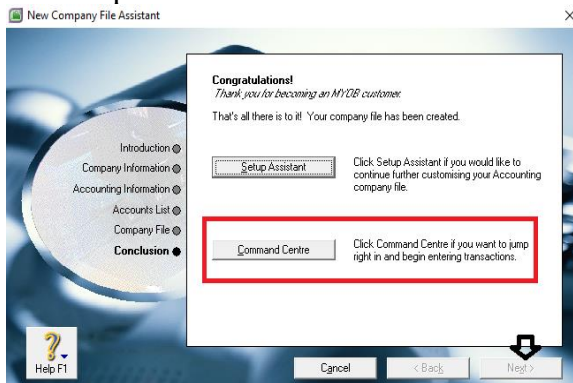 New Company File Assistant
Congratulations!
Thank you for becoming an MYOB customer.
That's all there is to it! Your company file has been created.
Introduction
Company Information
Accounting Information
Accounts List
Company File
Conclusion
Setup Assistant
Click Setup Assistant if you would like to
continue further customising your Accounting
company file.
Command Centre
Click Command Centre if you want to jump
right in and begin entering transactions.
Help F1
Cancel
< Back
Next >